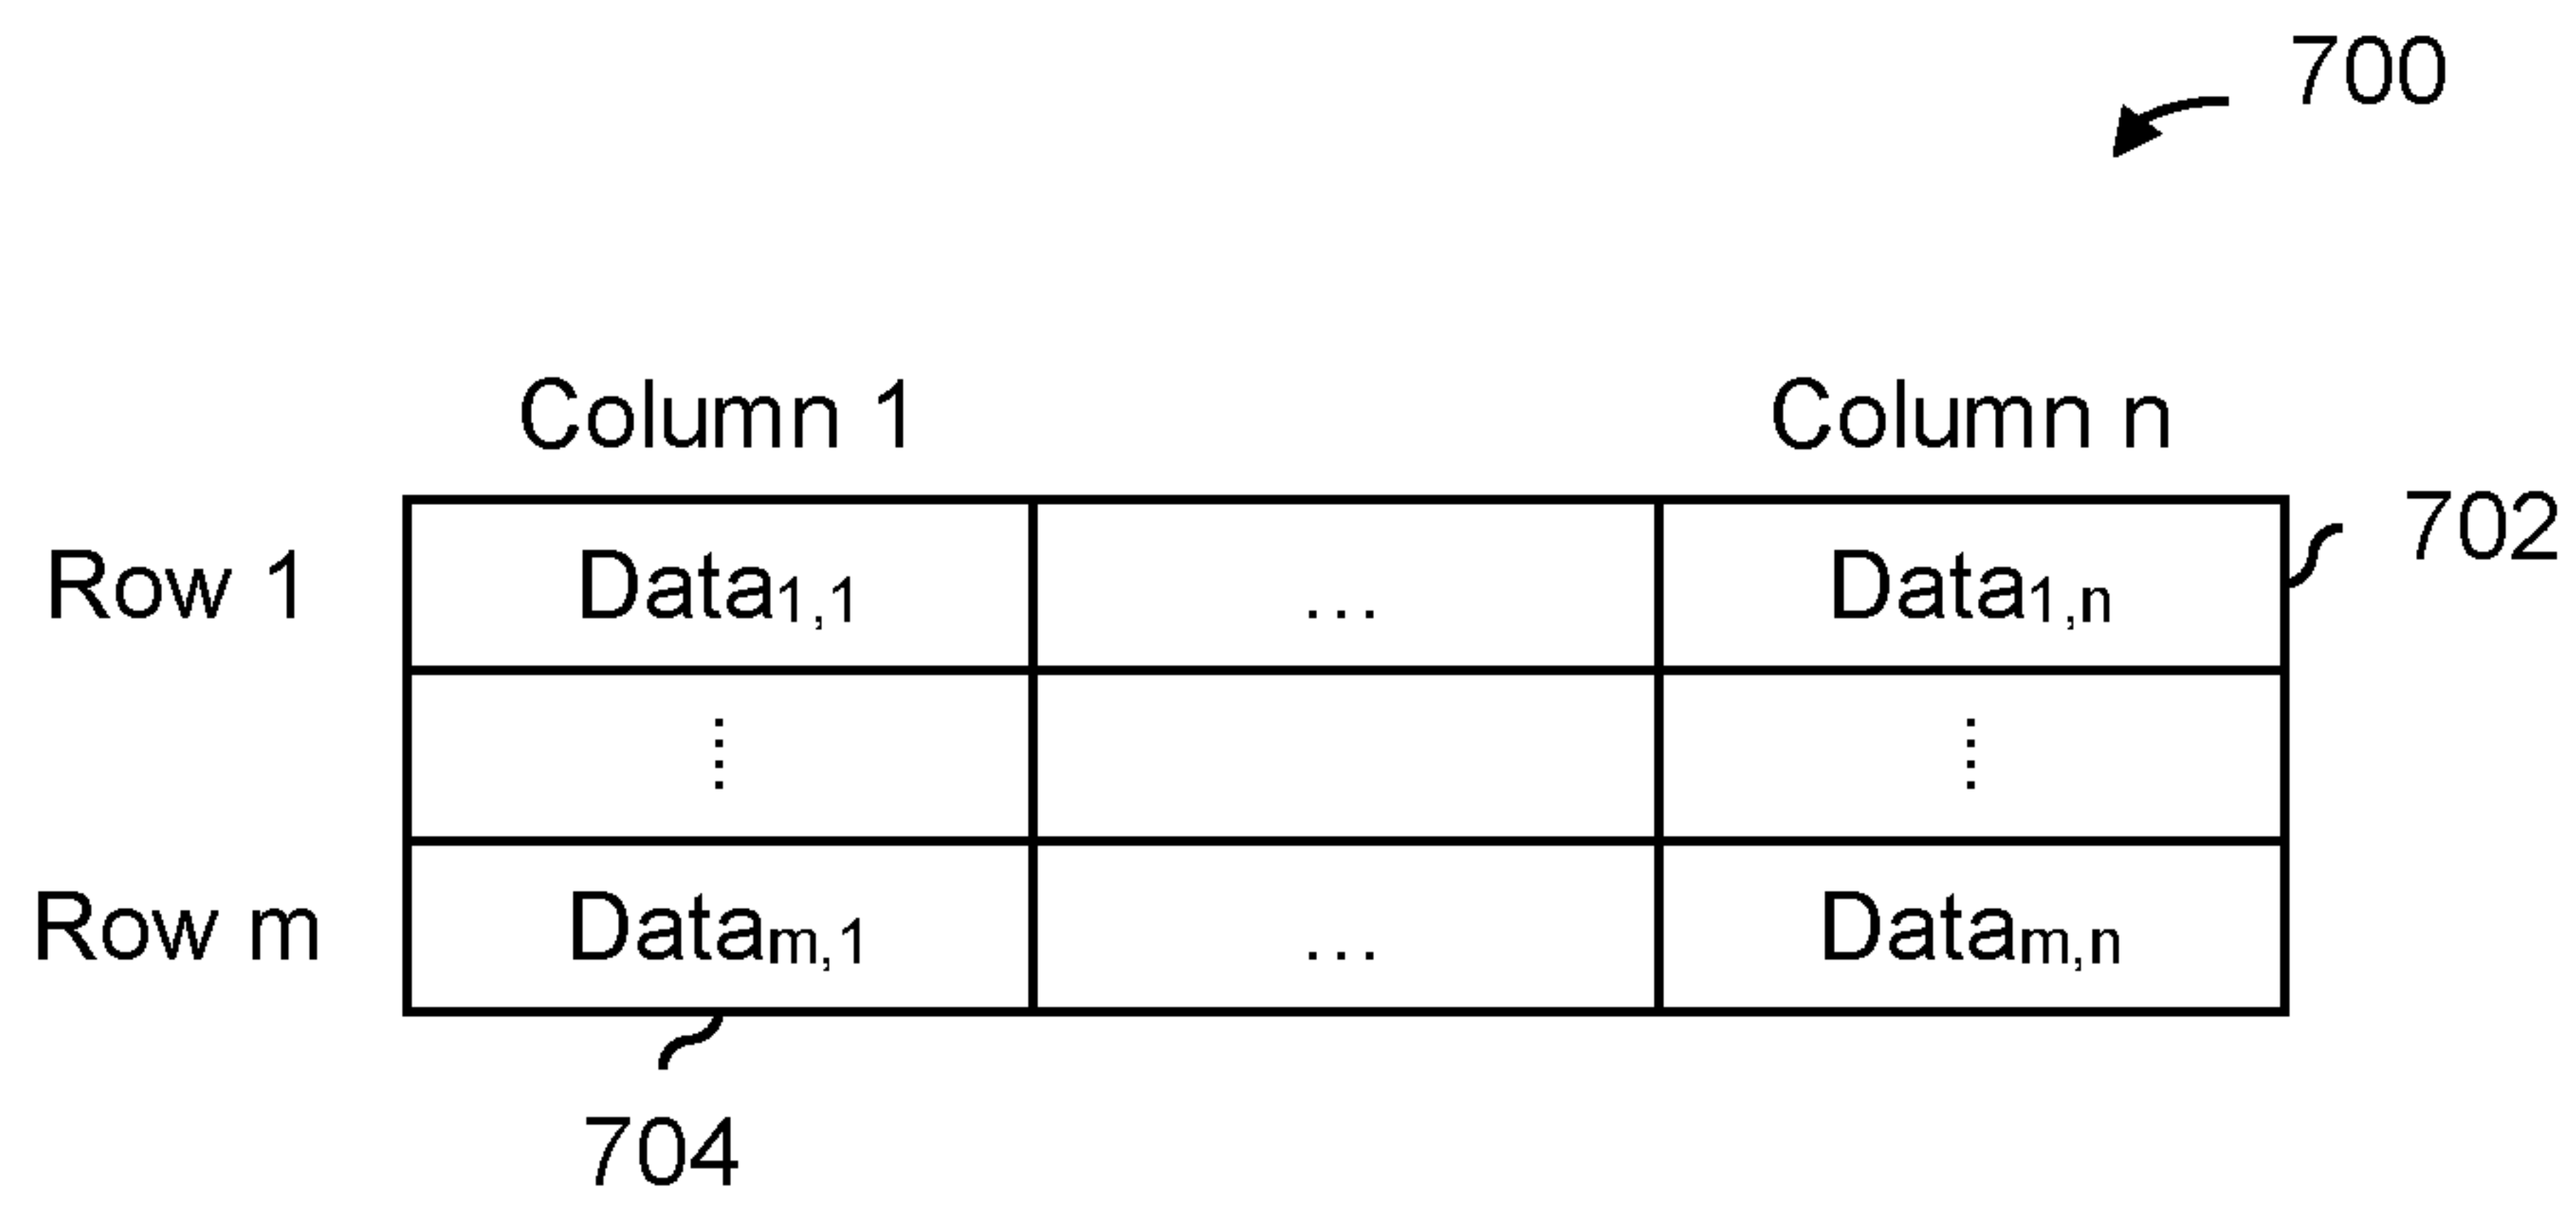 700
Column 1 Column n
702
Row 1 Data1,1 ... Data1,n
Row m Datam,1 ... Datam,n
704